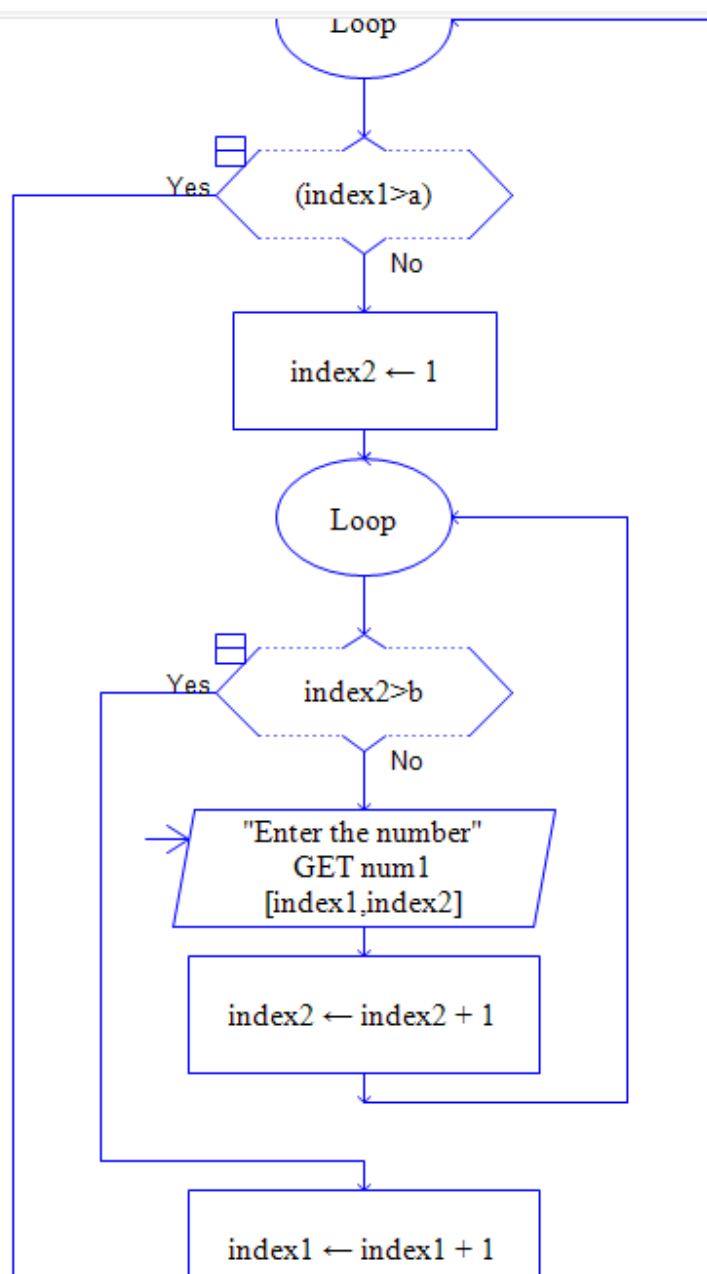 Loop
Yes
(index1>a)
No
index2 ← 1
Loop
Yes
index2>b
No
"Enter the number"
GET num1
[index1,index2]
index2 ← index2 + 1
index1 ← index1 + 1